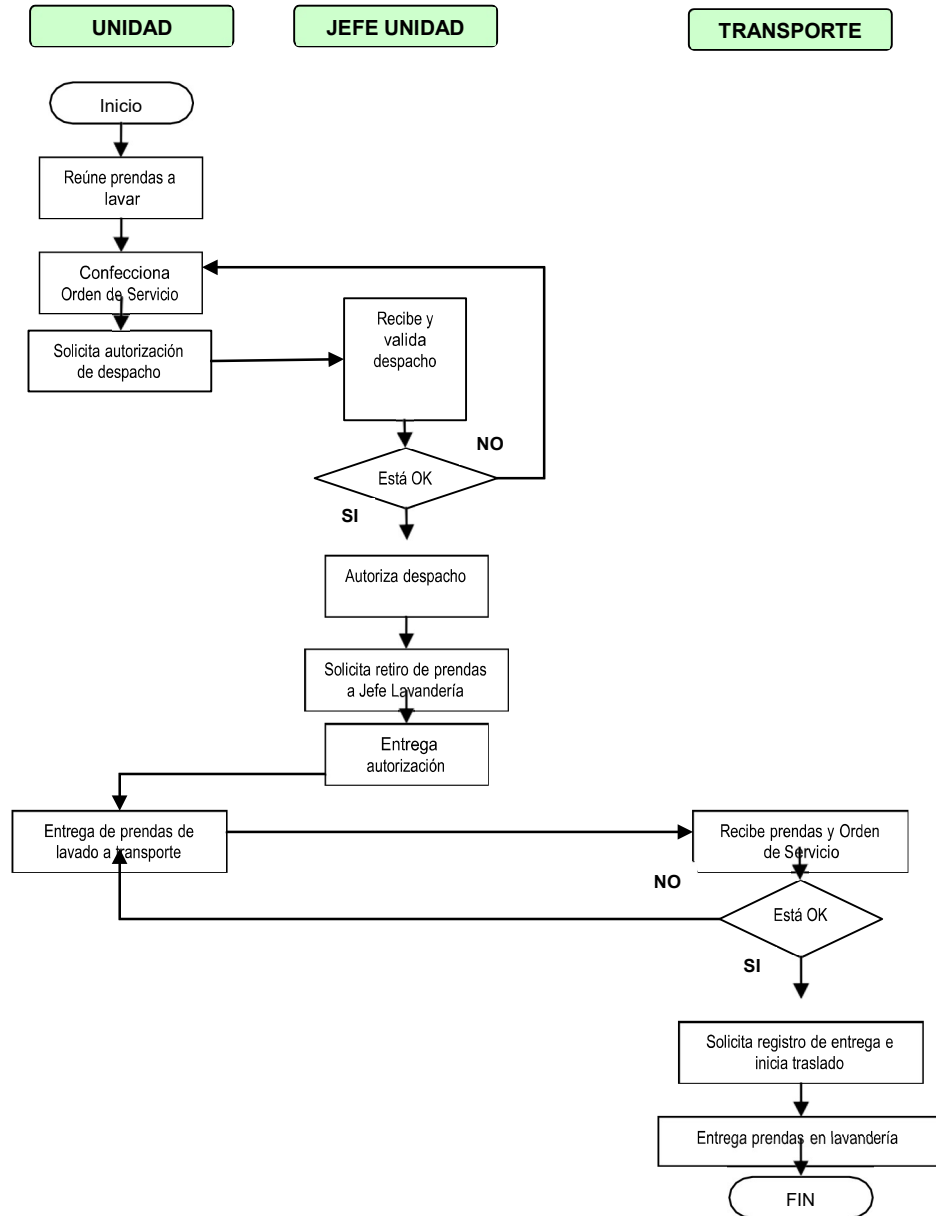 UNIDAD
JEFE UNIDAD
TRANSPORTE
Inicio
Reúne prendas a
lavar
Confecciona
Orden de Servicio
Solicita autorización
de despacho
Recibe y
valida
despacho
NO
Está OK
SI
Autoriza despacho
Solicita retiro de prendas
a Jefe Lavandería
Entrega
autorización
Entrega de prendas de
lavado a transporte
Recibe prendas y Orden
de Servicio
NO
Está OK
SI
Solicita registro de entrega e
inicia traslado
Entrega prendas en lavandería
FIN